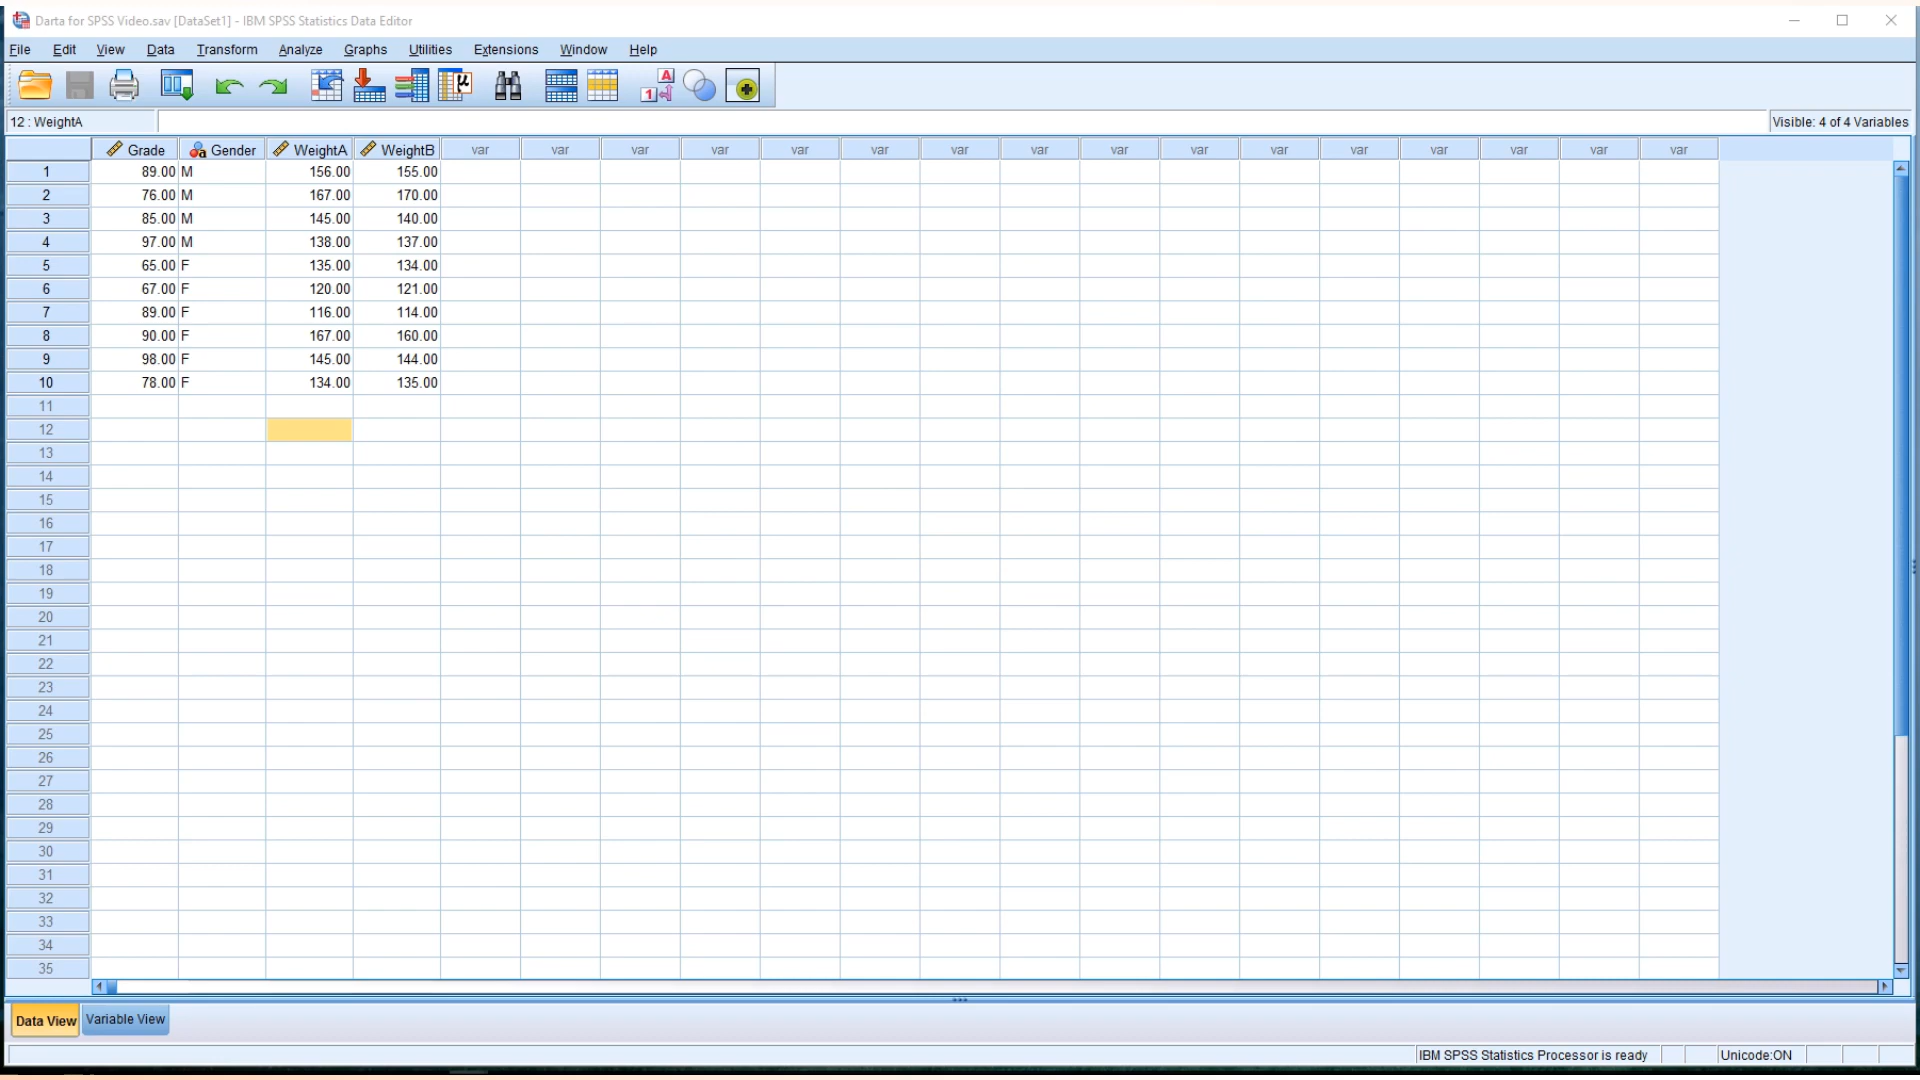 Darta for SPSS Video.sav [DataSet1] - IBM SPSS Statistics Data Editor
File Edit View Data Transform Analyze Graphs Utilities Extensions Window Help
12 : WeightA Visible: 4 of 4 Variables
Grade Gender WeightA WeightB var var var var var var var var var var var var var var var var
1 89.00 M 156.00 155.00
2 76.00 M 167.00 170.00
3 85.00 M 145.00 140.00
4 97.00 M 138.00 137.00
5 65.00 F 135.00 134.00
6 67.00 F 120.00 121.00
7 89.00 F 116.00 114.00
8 90.00 F 167.00 160.00
9 98.00 F 145.00 144.00
10 78.00 F 134.00 135.00
11
12
13
14
15
16
17
18
19
20
21
22
23
24
25
26
27
28
29
30
31
32
33
34
35
Data View Variable View
IBM SPSS Statistics Processor is ready Unicode:ON